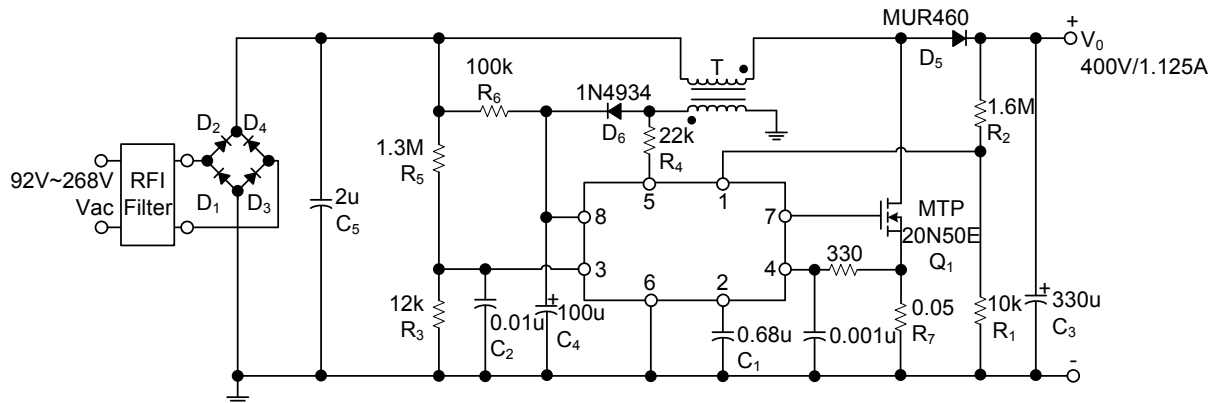 MUR460
+
V0
D5
400V/1.125A
T
100k
R6
1N4934
D6
1.6M
R2
D2
D4
22k
R4
1.3M
R5
92V~268V
Vac
RFI
Filter
D1
D3
2u
C5
5
1
8
7
MTP
20N50E
Q1
3
6
2
4
330
12k
R3
0.01u
C2
+
100u
C4
0.68u
C1
0.001u
0.05
R7
10k
R1
+
330u
C3
-